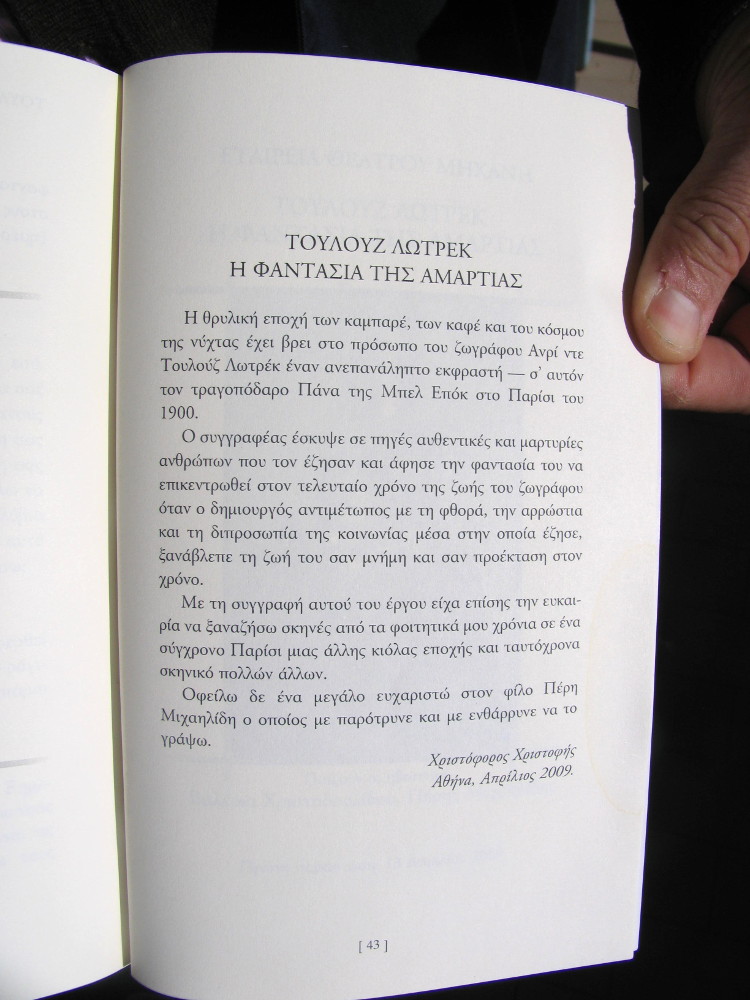 ΤΟΥΛΟΥΖ ΛΩΤΡΕΚ
Η ΦΑΝΤΑΣΙΑ ΤΗΣ ΑΜΑΡΤΙΑΣ
Η θρυλική εποχή των καμπαρέ, των καφέ και του κόσμου
της νύχτας έχει βρει στο πρόσωπο του ζωγράφου Ανρί ντε
Τουλούζ Λωτρέκ έναν ανεπανάληπτο εκφραστή — σ' αυτόν
τον τραγοπόδαρο Πάνα της Μπελ Επόκ στο Παρίσι του
1900.
Ο συγγραφέας έσκυψε σε πηγές αυθεντικές και μαρτυρίες
ανθρώπων που τον έζησαν και άφησε την φαντασία του να
επικεντρωθεί στον τελευταίο χρόνο της ζωής του ζωγράφου
όταν ο δημιουργός αντιμέτωπος με τη φθορά, την αρρώστια
και τη διπροσωπία της κοινωνίας μέσα στην οποία έζησε,
ξανάβλεπε τη ζωή του σαν μνήμη και σαν προέκταση στον
χρόνο.
Με τη συγγραφή αυτού του έργου είχα επίσης την ευκαι-
ρία να ξαναζήσω σκηνές από τα φοιτητικά μου χρόνια σε ένα
σύγχρονο Παρίσι μιας άλλης κιόλας εποχής και ταυτόχρονα
σκηνικό πολλών άλλων.
Οφείλω δε ένα μεγάλο ευχαριστώ στον φίλο Πέρη
Μιχαηλίδη ο οποίος με παρότρυνε και με ενθάρρυνε να το
γράψω.
Χριστόφορος Χριστοφής
Αθήνα, Απρίλιος 2009.
[ 43 ]